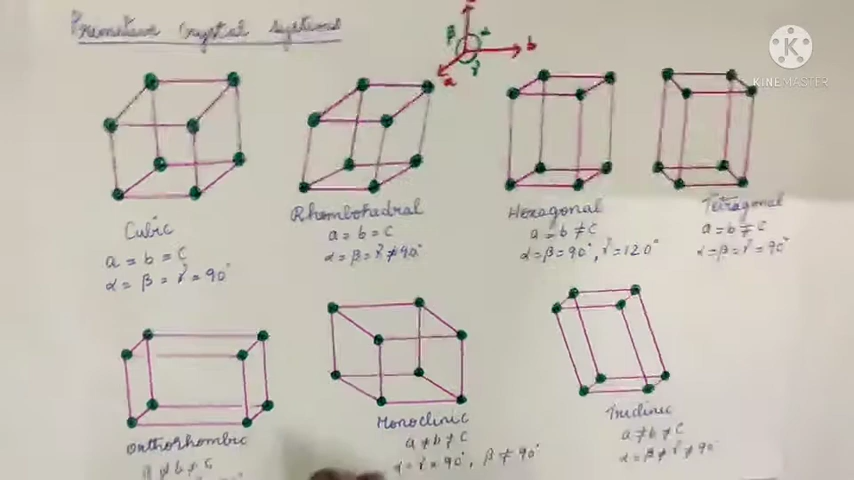 Primitive Crystal Systems
β α b
a γ
K
KINEMASTER
Cubic
a = b = c
α = β = γ = 90°
Rhombohedral
a = b = c
α = β = γ ≠ 90°
Hexagonal
a = b ≠ c
α = β = 90°, γ = 120°
Tetragonal
a = b ≠ c
α = β = γ = 90°
Orthorhombic
a ≠ b ≠ c
Monoclinic
a ≠ b ≠ c
α = γ = 90°, β ≠ 90°
Triclinic
a ≠ b ≠ c
α ≠ β ≠ γ ≠ 90°